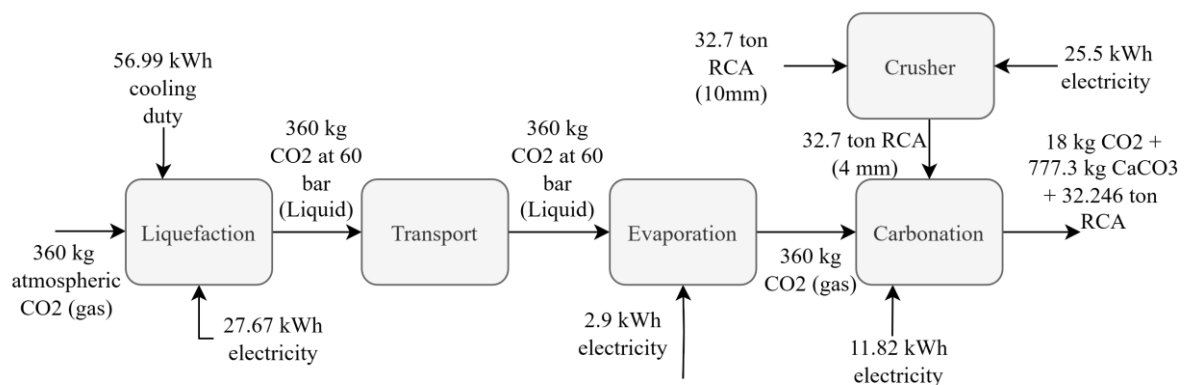 56.99 kWh
cooling
duty
360 kg
atmospheric
CO2 (gas)
Liquefaction
27.67 kWh
electricity
360 kg
CO2 at 60
bar
(Liquid)
Transport
360 kg
CO2 at 60
bar
(Liquid)
Evaporation
2.9 kWh
electricity
360 kg
CO2 (gas)
32.7 ton
RCA
(10mm)
Crusher
25.5 kWh
electricity
32.7 ton RCA
(4 mm)
Carbonation
11.82 kWh
electricity
18 kg CO2 +
777.3 kg CaCO3
+ 32.246 ton
RCA